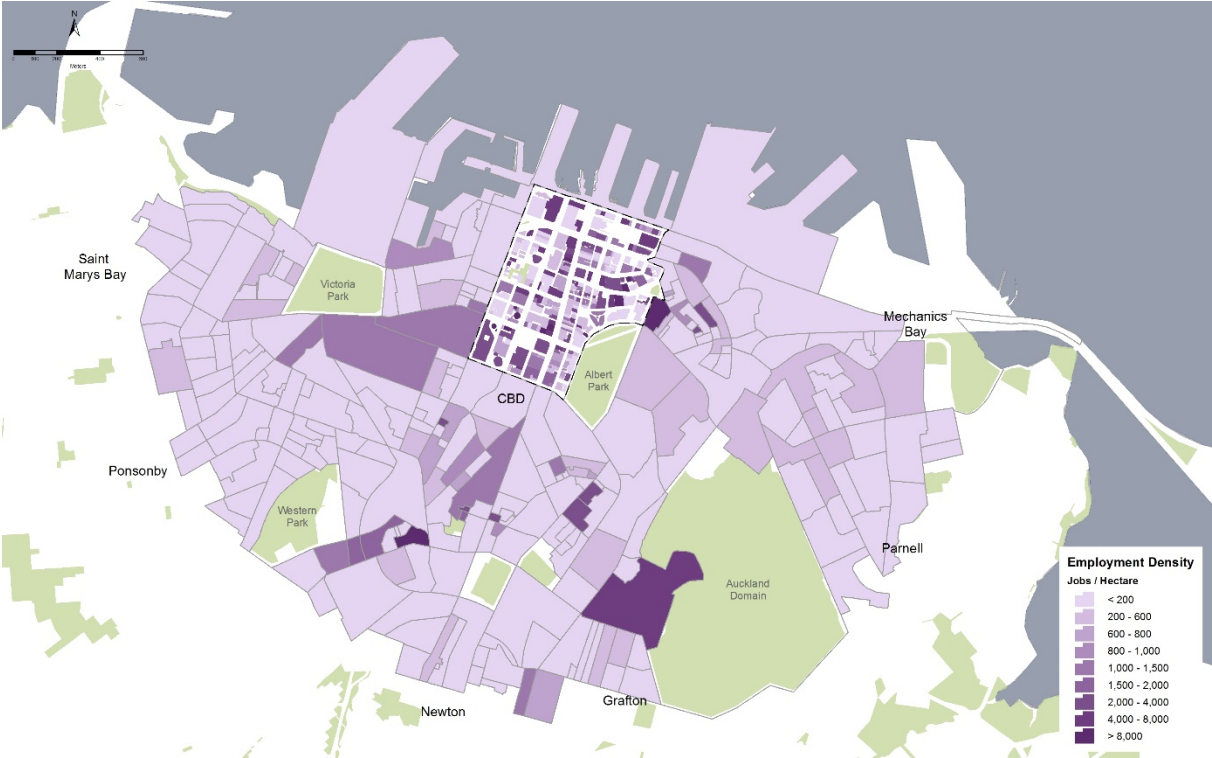 N
Meters
Saint
Marys Bay
Victoria
Park
Mechanics
Bay
Albert
Park
CBD
Ponsonby
Western
Park
Parnell
Auckland
Domain
Grafton
Newton
Employment Density
Jobs / Hectare
< 200
200 - 600
600 - 800
800 - 1,000
1,000 - 1,500
1,500 - 2,000
2,000 - 4,000
4,000 - 8,000
> 8,000